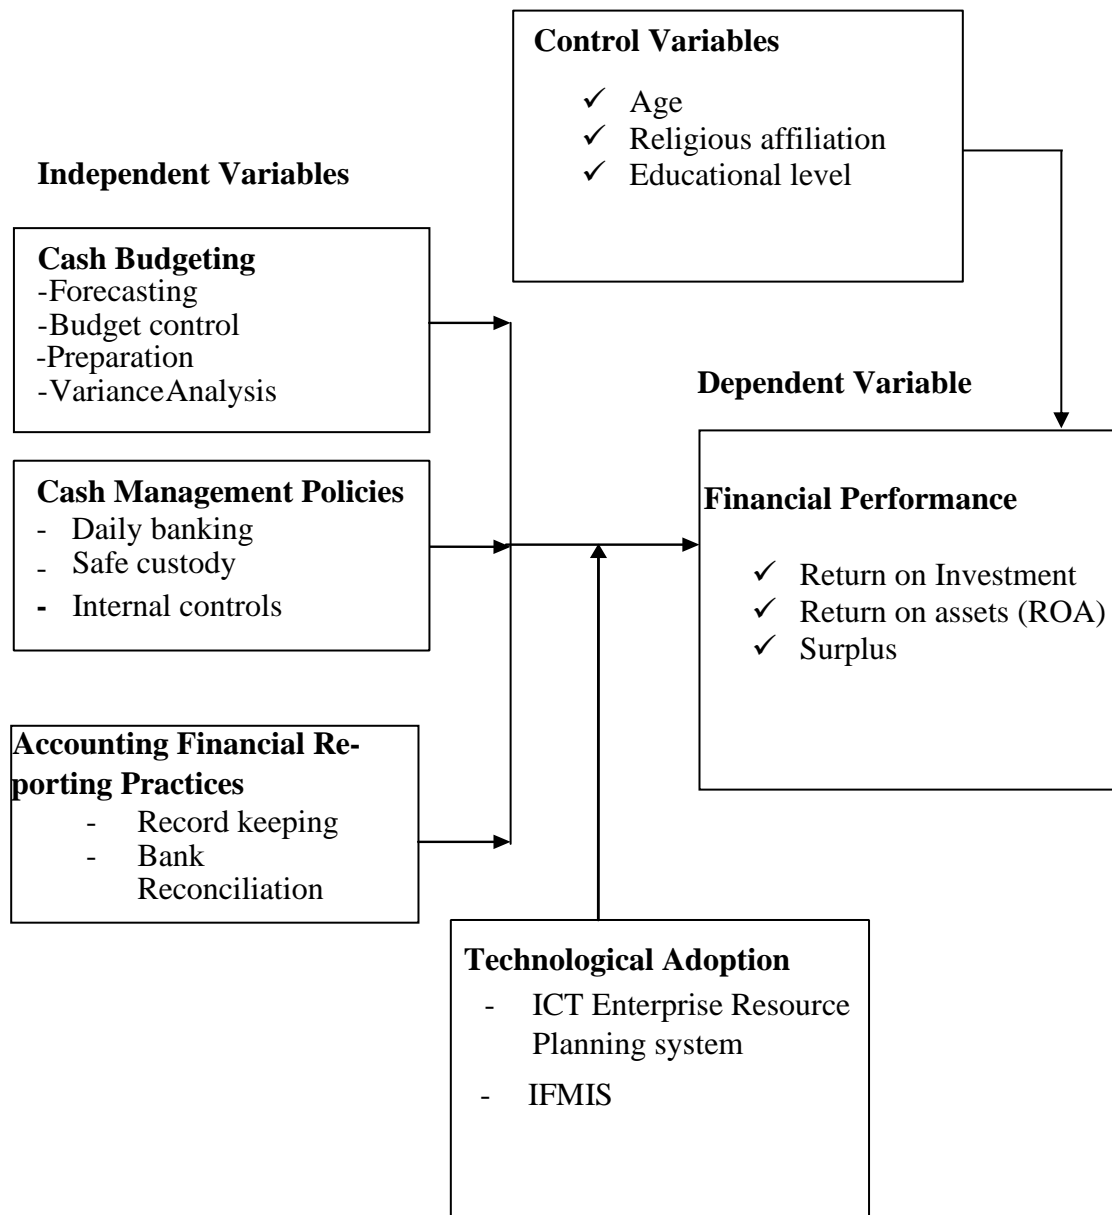 Control Variables
✓ Age
✓ Religious affiliation
✓ Educational level
Independent Variables
Cash Budgeting
-Forecasting
-Budget control
-Preparation
-VarianceAnalysis
Cash Management Policies
- Daily banking
- Safe custody
- Internal controls
Accounting Financial Re-
porting Practices
- Record keeping
- Bank
Reconciliation
Dependent Variable
Financial Performance
✓ Return on Investment
✓ Return on assets (ROA)
✓ Surplus
Technological Adoption
- ICT Enterprise Resource
Planning system
- IFMIS